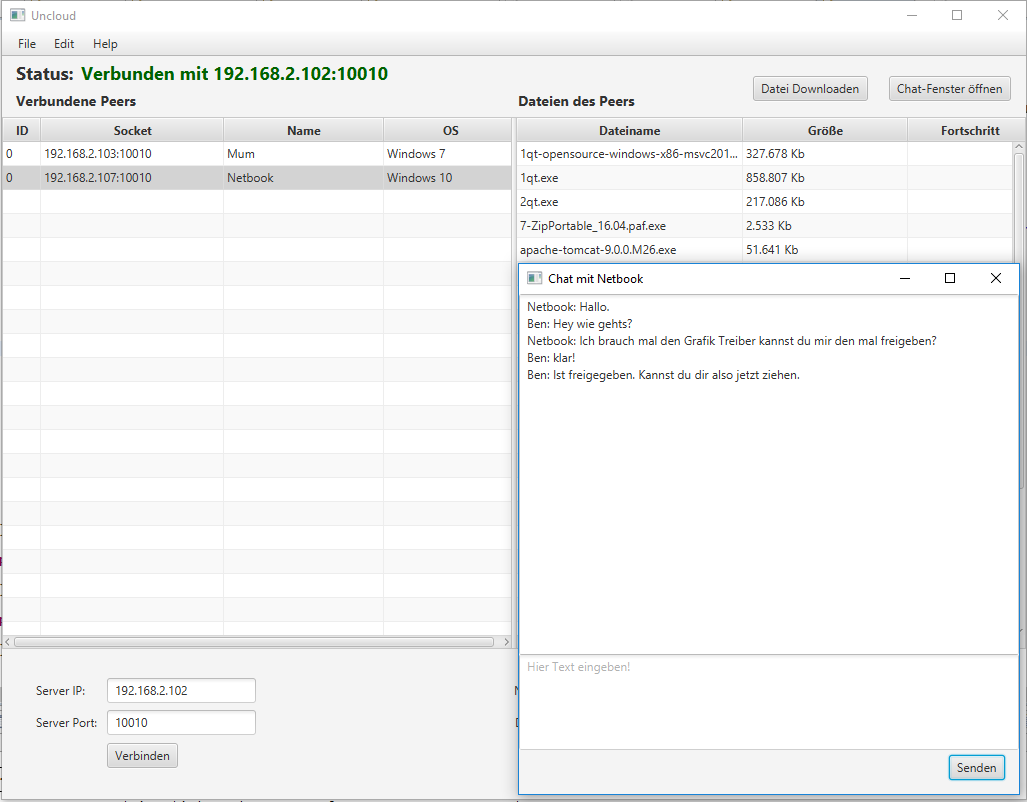 Uncloud
File Edit Help
Status: Verbunden mit 192.168.2.102:10010
Datei Downloaden Chat-Fenster öffnen
Verbundene Peers
Dateien des Peers
ID Socket Name OS
0 192.168.2.103:10010 Mum Windows 7
0 192.168.2.107:10010 Netbook Windows 10
Dateiname Größe Fortschritt
1qt-opensource-windows-x86-msvc201... 327.678 Kb
1qt.exe 858.807 Kb
2qt.exe 217.086 Kb
7-ZipPortable_16.04.paf.exe 2.533 Kb
apache-tomcat-9.0.0.M26.exe 51.641 Kb
Chat mit Netbook
Netbook: Hallo.
Ben: Hey wie gehts?
Netbook: Ich brauch mal den Grafik Treiber kannst du mir den mal freigeben?
Ben: klar!
Ben: Ist freigegeben. Kannst du dir also jetzt ziehen.
Hier Text eingeben!
Senden
Server IP: 192.168.2.102
Server Port: 10010
Verbinden